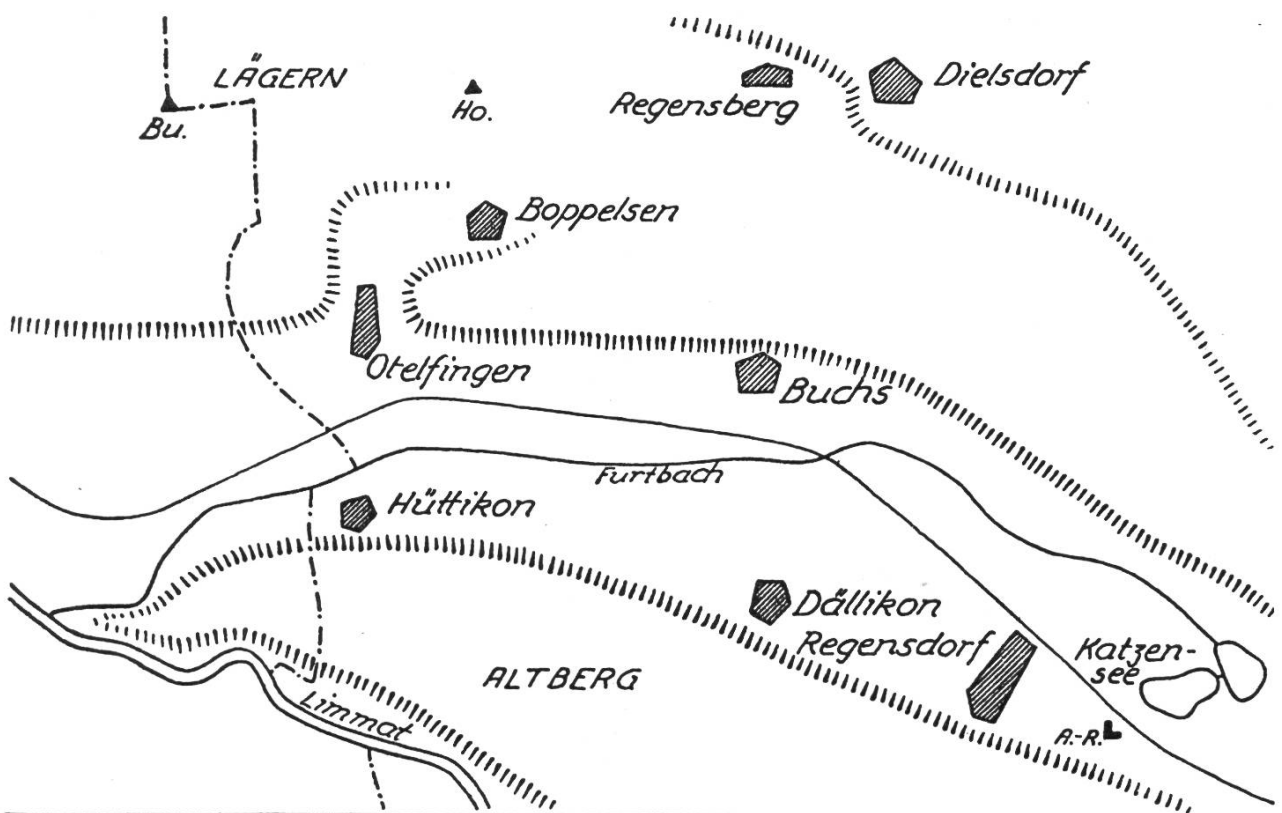 LÄGERN
Dielsdorf
Bu.
Ho.
Regensberg
Boppelsen
Otelfingen
Buchs
Furtbach
Hüttikon
Dällikon
Regensdorf
Katzen-
see
ALTBERG
Limmat
A.-R.